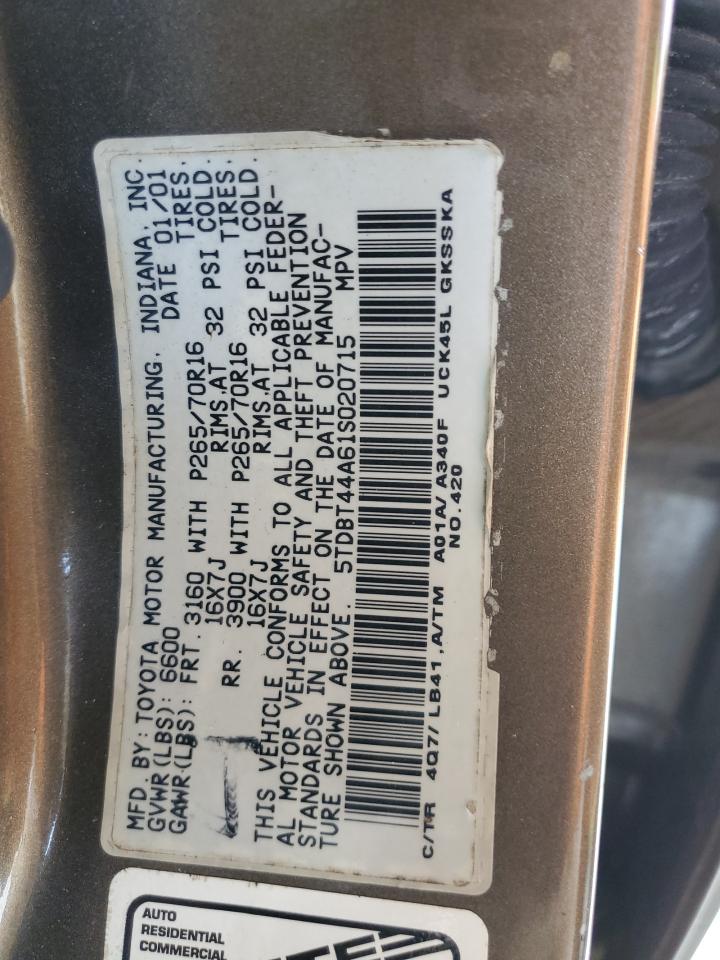 MFD. BY: TOYOTA MOTOR MANUFACTURING, INDIANA, INC.
GVWR(LBS): 6600 DATE 01/01
GAWR(LBS): FRT. 3160 WITH P265/70R16 TIRES,
16X7J RIMS,AT 32 PSI COLD.
RR. 3900 WITH P265/70R16 TIRES,
16X7J RIMS,AT 32 PSI COLD.
THIS VEHICLE CONFORMS TO ALL APPLICABLE FEDER-
AL MOTOR VEHICLE SAFETY AND THEFT PREVENTION
STANDARDS IN EFFECT ON THE DATE OF MANUFAC-
TURE SHOWN ABOVE. 5TDBT44A61S020715 MPV
C/TR 4Q7/ LB41 ,A/TM A01A/ A340F UCK45L GKSSKA
NO.420
AUTO
RESIDENTIAL
COMMERCIAL